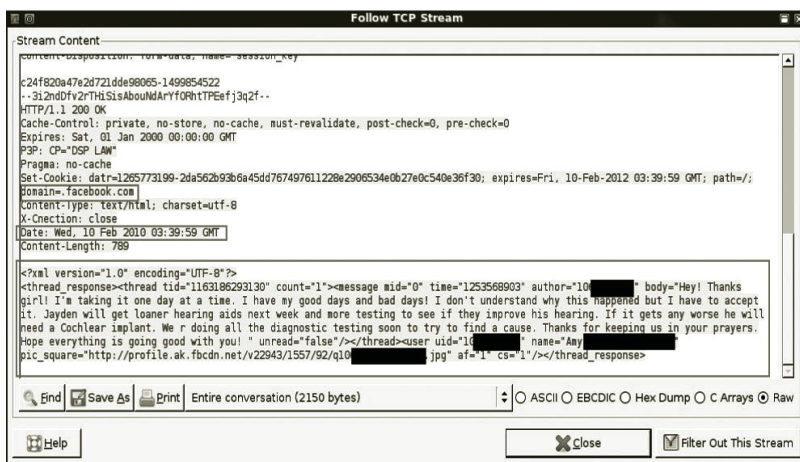 Follow TCP Stream
Stream Content
Content-Disposition: form-data; name="session_key"
c24f820a47e2d721dde98065-1499854522
--3i2ndDfv2rTHiSisAbouNdArYfORhtTPEefj3q2f--
HTTP/1.1 200 OK
Cache-Control: private, no-store, no-cache, must-revalidate, post-check=0, pre-check=0
Expires: Sat, 01 Jan 2000 00:00:00 GMT
P3P: CP="DSP LAW"
Pragma: no-cache
Set-Cookie: datr=1265773199-2da562b93b6a45dd767497611228e2906534e0b27e0c540e36f30; expires=Fri, 10-Feb-2012 03:39:59 GMT; path=/;
domain=.facebook.com
Content-Type: text/html; charset=utf-8
X-Cnection: close
Date: Wed, 10 Feb 2010 03:39:59 GMT
Content-Length: 789
<?xml version="1.0" encoding="UTF-8"?>
<thread_response><thread tid="1163186293130" count="1"><message mid="0" time="1253568903" author="10 " body="Hey! Thanks
girl! I'm taking it one day at a time. I have my good days and bad days! I don't understand why this happened but I have to accept
it. Jayden will get loaner hearing aids next week and more testing to see if they improve his hearing. If it gets any worse he will
need a Cochlear implant. We r doing all the diagnostic testing soon to try to find a cause. Thanks for keeping us in your prayers.
Hope everything is going good with you! " unread="false"/></thread><user uid="10 " name="Amy "
pic_square="http://profile.ak.fbcdn.net/v22943/1557/92/q10 .jpg" af="1" cs="1"/></thread_response>
Find Save As Print Entire conversation (2150 bytes) ASCII EBCDIC Hex Dump C Arrays Raw
Help Close Filter Out This Stream